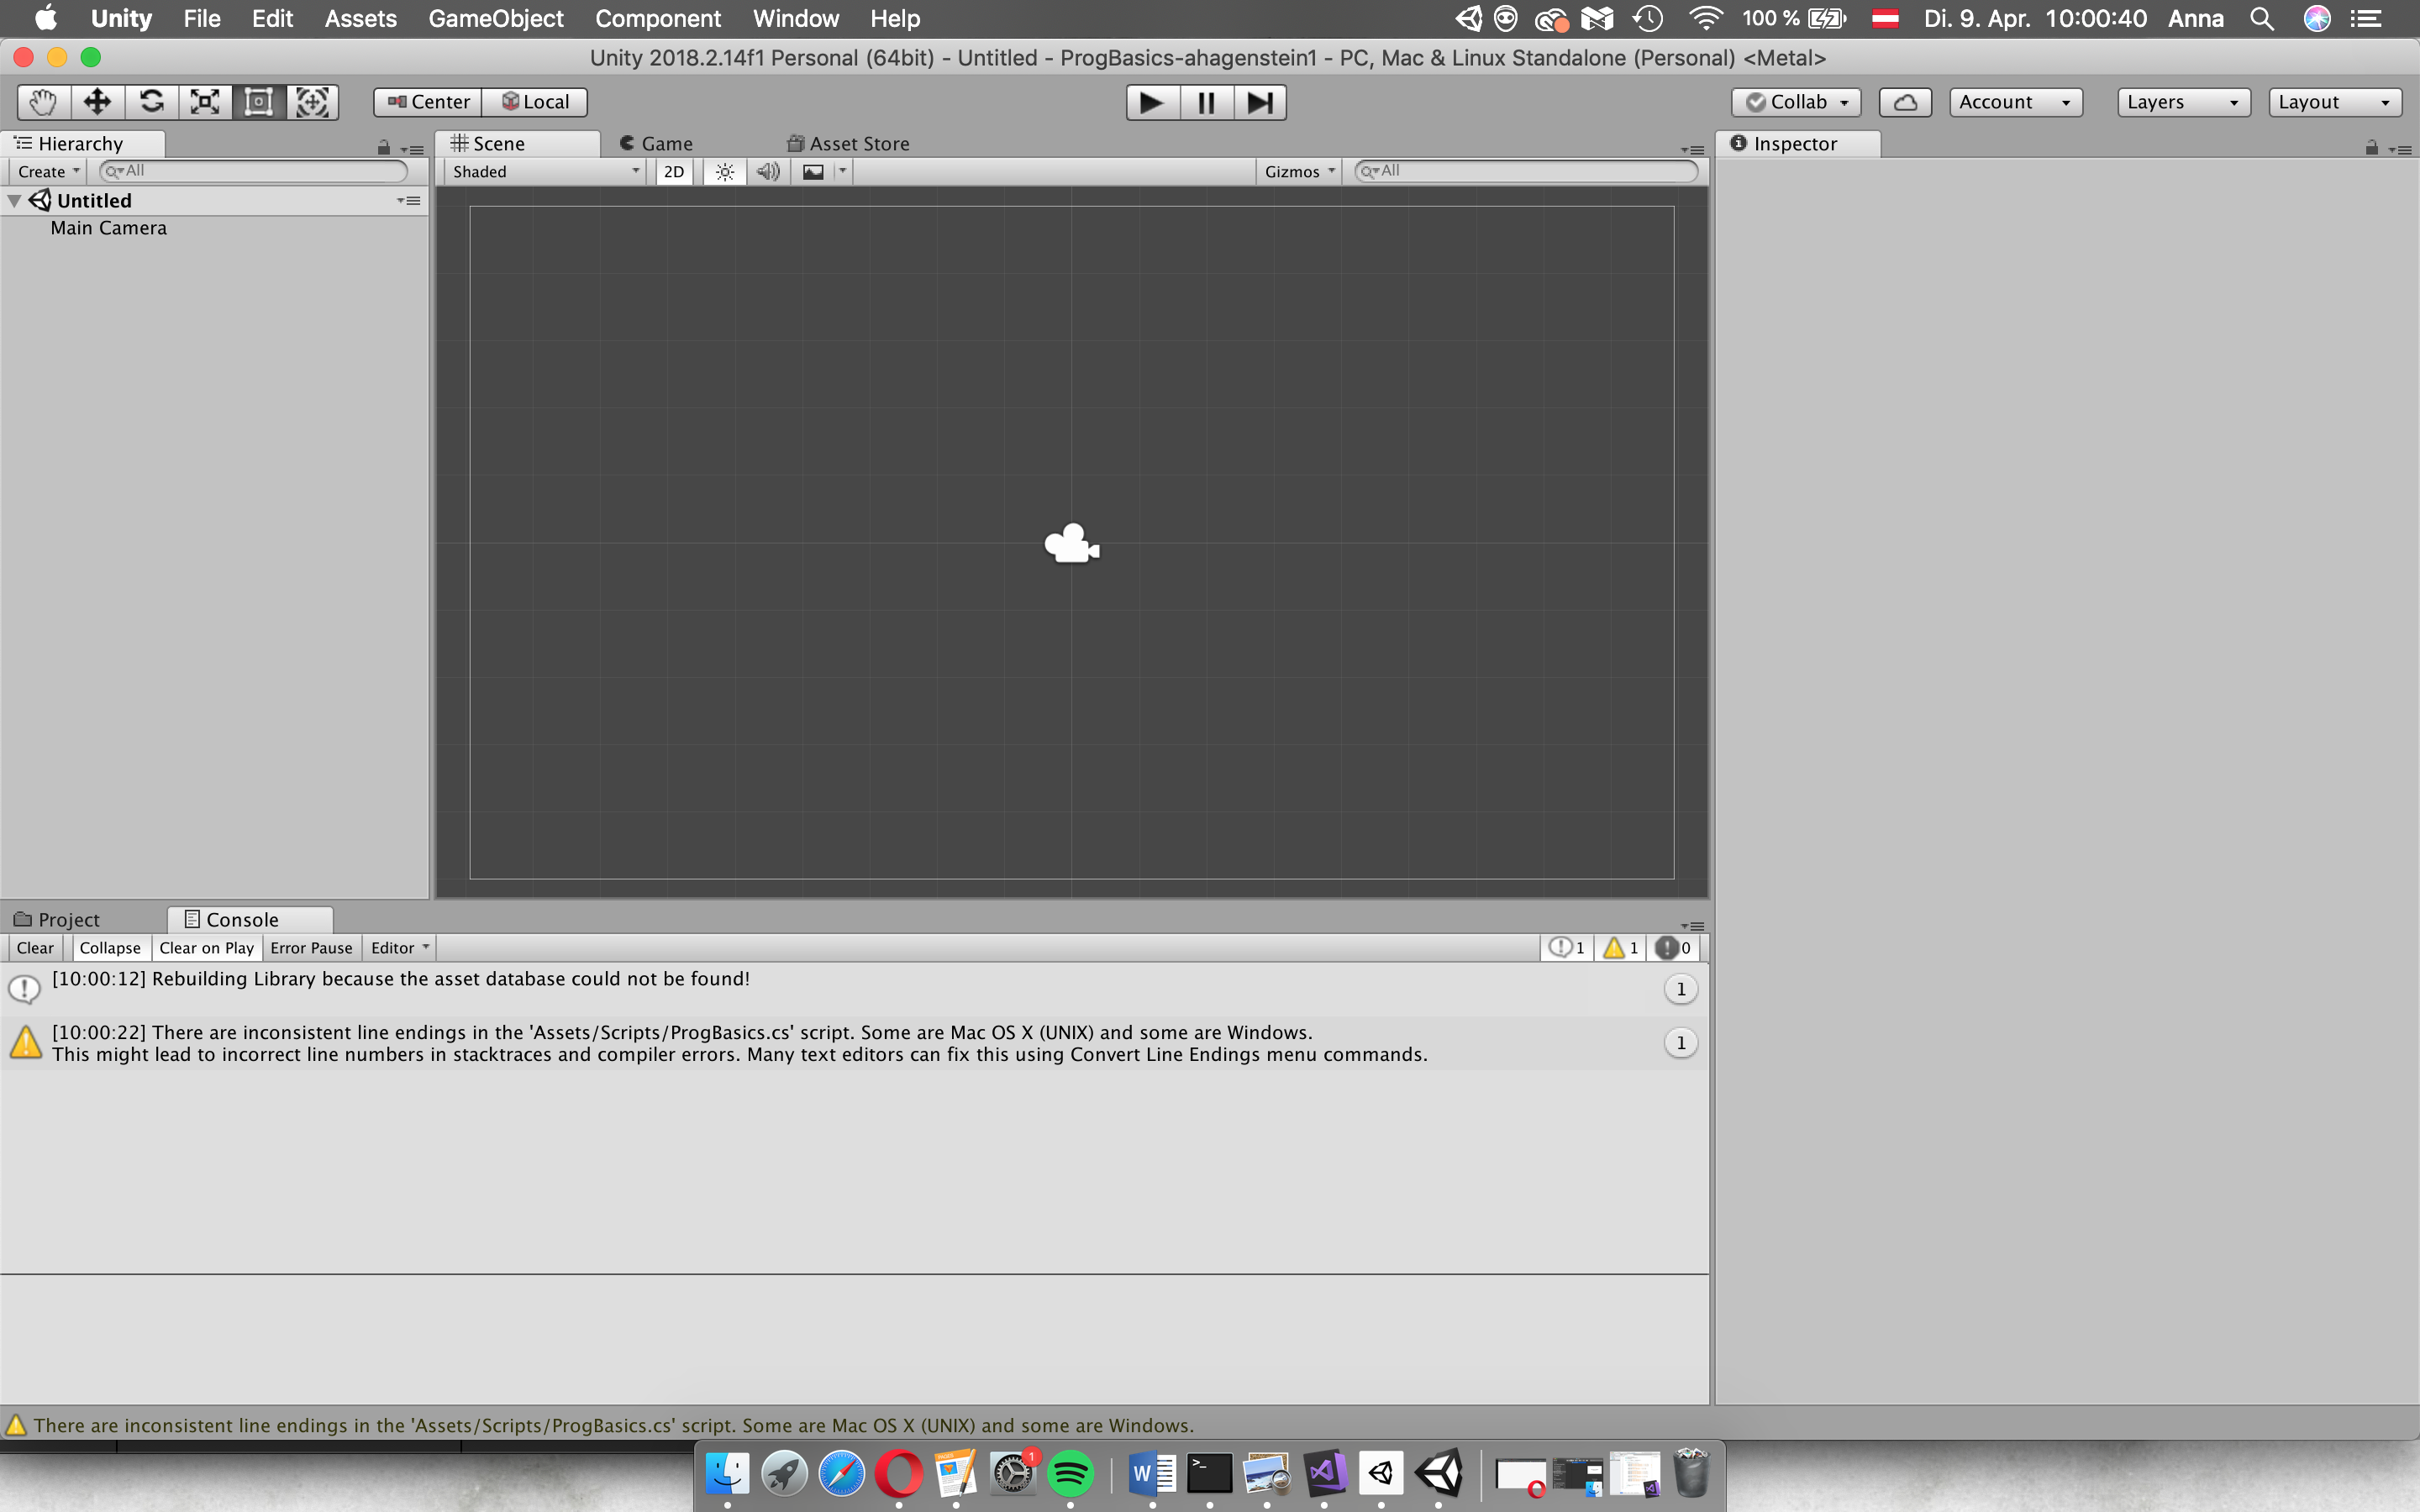 Unity File Edit Assets GameObject Component Window Help 100 % Di. 9. Apr. 10:00:40 Anna
Unity 2018.2.14f1 Personal (64bit) - Untitled - ProgBasics-ahagenstein1 - PC, Mac & Linux Standalone (Personal) <Metal>
Center Local Collab Account Layers Layout
Hierarchy Scene Game Asset Store Inspector
Create All Shaded 2D Gizmos All
Untitled
Main Camera
Project Console
Clear Collapse Clear on Play Error Pause Editor 1 1 0
[10:00:12] Rebuilding Library because the asset database could not be found! 1
[10:00:22] There are inconsistent line endings in the 'Assets/Scripts/ProgBasics.cs' script. Some are Mac OS X (UNIX) and some are Windows.
This might lead to incorrect line numbers in stacktraces and compiler errors. Many text editors can fix this using Convert Line Endings menu commands. 1
There are inconsistent line endings in the 'Assets/Scripts/ProgBasics.cs' script. Some are Mac OS X (UNIX) and some are Windows.
1
W >_